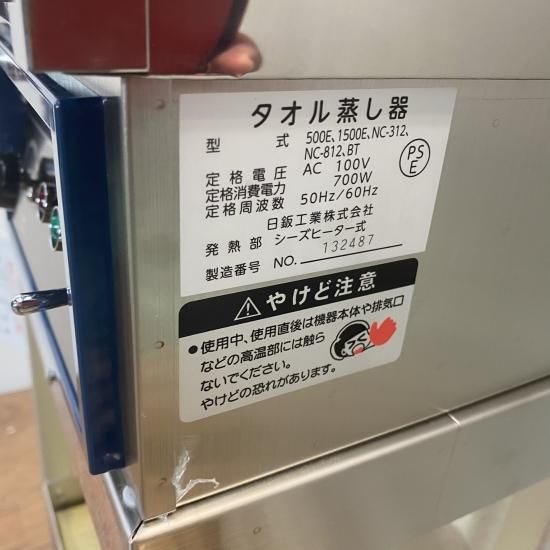 タオル蒸し器
型 式 500E、1500E、NC-312、
NC-812、BT
定格電圧 AC 100V
定格消費電力 700W
定格周波数 50Hz/60Hz
PS
E
日鈑工業株式会社
発熱部 シーズヒーター式
製造番号 NO. 132487
やけど注意
●使用中、使用直後は機器本体や排気口
などの高温部には触ら
ないでください。
やけどの恐れがあります。